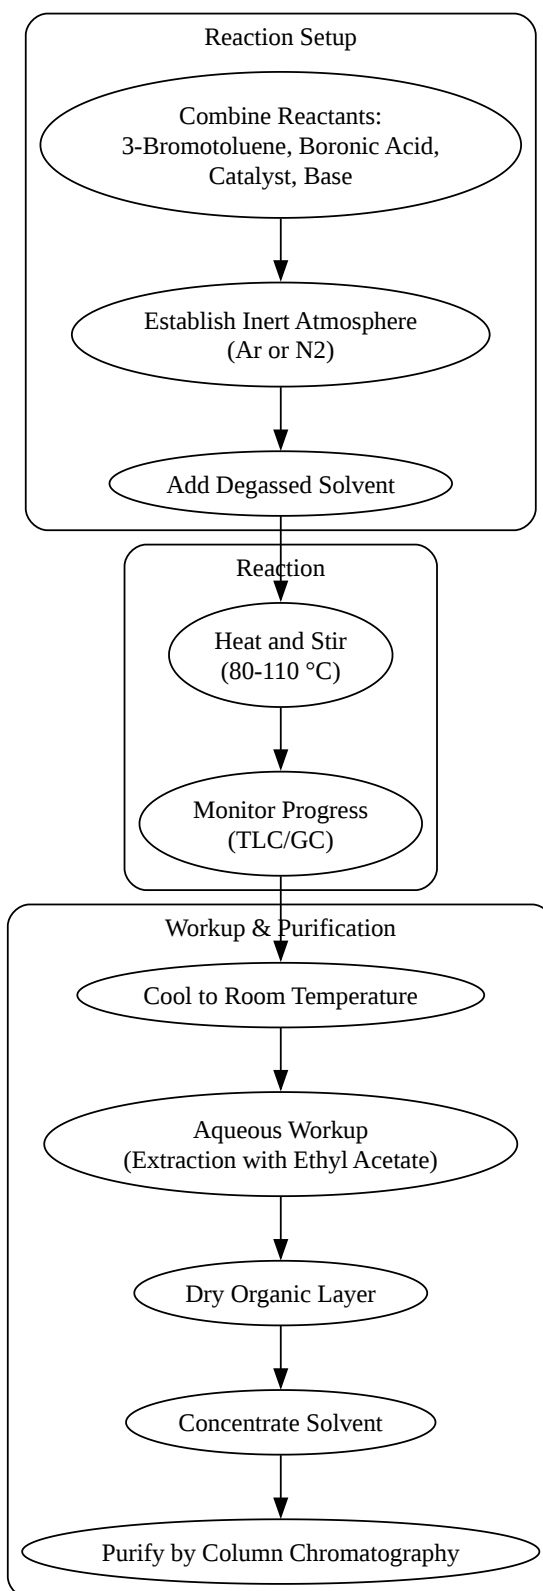 Reaction Setup
Combine Reactants:
3-Bromotoluene, Boronic Acid,
Catalyst, Base
Establish Inert Atmosphere
(Ar or N2)
Add Degassed Solvent
Reaction
Heat and Stir
(80-110 °C)
Monitor Progress
(TLC/GC)
Workup & Purification
Cool to Room Temperature
Aqueous Workup
(Extraction with Ethyl Acetate)
Dry Organic Layer
Concentrate Solvent
Purify by Column Chromatography